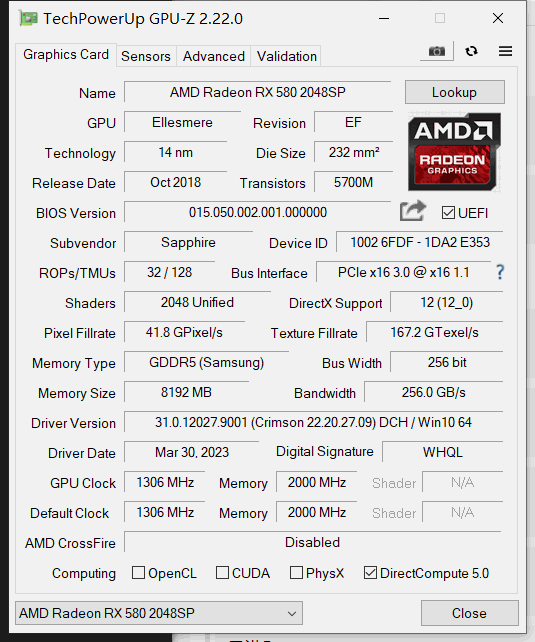 TechPowerUp GPU-Z 2.22.0
Graphics Card Sensors Advanced Validation
Name AMD Radeon RX 580 2048SP Lookup
GPU Ellesmere Revision EF
AMD
RADEON
GRAPHICS
Technology 14 nm Die Size 232 mm²
Release Date Oct 2018 Transistors 5700M
BIOS Version 015.050.002.001.000000 UEFI
Subvendor Sapphire Device ID 1002 6FDF - 1DA2 E353
ROPs/TMUs 32 / 128 Bus Interface PCIe x16 3.0 @ x16 1.1 ?
Shaders 2048 Unified DirectX Support 12 (12_0)
Pixel Fillrate 41.8 GPixel/s Texture Fillrate 167.2 GTexel/s
Memory Type GDDR5 (Samsung) Bus Width 256 bit
Memory Size 8192 MB Bandwidth 256.0 GB/s
Driver Version 31.0.12027.9001 (Crimson 22.20.27.09) DCH / Win10 64
Driver Date Mar 30, 2023 Digital Signature WHQL
GPU Clock 1306 MHz Memory 2000 MHz Shader N/A
Default Clock 1306 MHz Memory 2000 MHz Shader N/A
AMD CrossFire Disabled
Computing OpenCL CUDA PhysX DirectCompute 5.0
AMD Radeon RX 580 2048SP Close